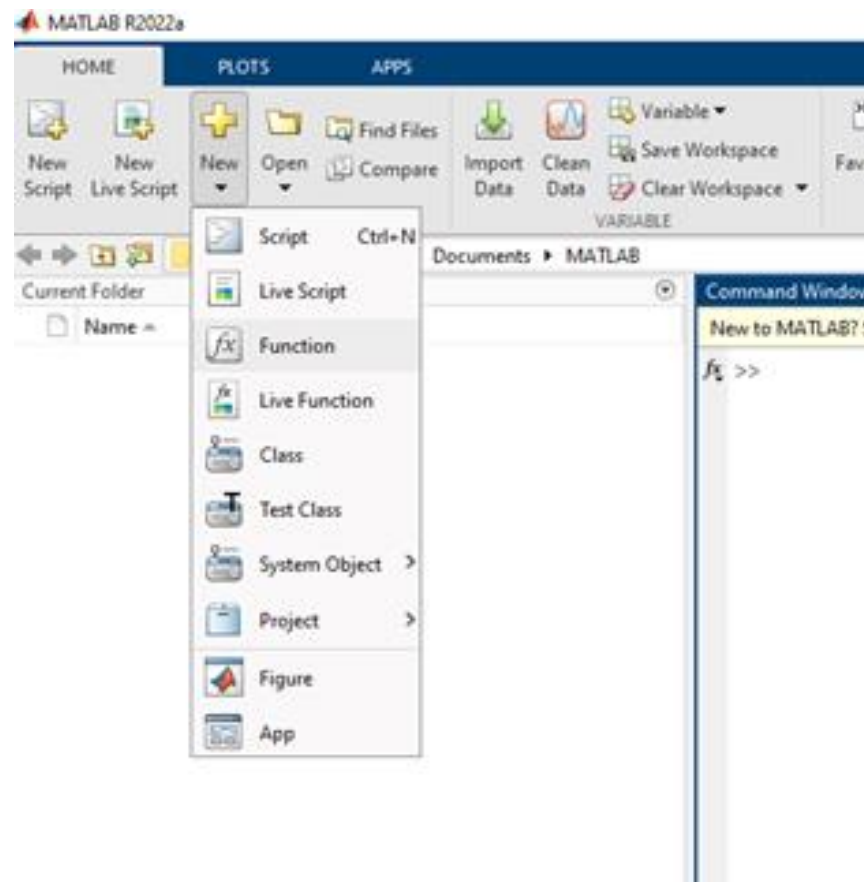 MATLAB R2022a
HOME PLOTS APPS
New Script
New Live Script
New
Open
Find Files
Compare
Import Data
Clean Data
Variable
Save Workspace
Clear Workspace
VARIABLE
Documents ▸ MATLAB
Current Folder
Name
Script Ctrl+N
Live Script
fx Function
Live Function
Class
Test Class
System Object >
Project >
Figure
App
Command Window
New to MATLAB?
fx >>